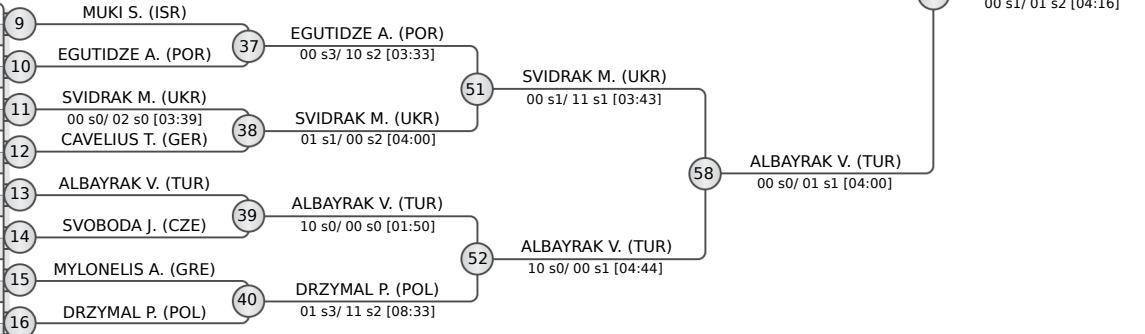 00 s1/ 01 s2 [04:16]
9
MUKI S. (ISR)
37
EGUTIDZE A. (POR)
00 s3/ 10 s2 [03:33]
10
EGUTIDZE A. (POR)
51
SVIDRAK M. (UKR)
00 s1/ 11 s1 [03:43]
11
SVIDRAK M. (UKR)
00 s0/ 02 s0 [03:39]
38
SVIDRAK M. (UKR)
01 s1/ 00 s2 [04:00]
12
CAVELIUS T. (GER)
58
ALBAYRAK V. (TUR)
00 s0/ 01 s1 [04:00]
13
ALBAYRAK V. (TUR)
39
ALBAYRAK V. (TUR)
10 s0/ 00 s0 [01:50]
14
SVOBODA J. (CZE)
52
ALBAYRAK V. (TUR)
10 s0/ 00 s1 [04:44]
15
MYLONELIS A. (GRE)
40
DRZYMAL P. (POL)
01 s3/ 11 s2 [08:33]
16
DRZYMAL P. (POL)